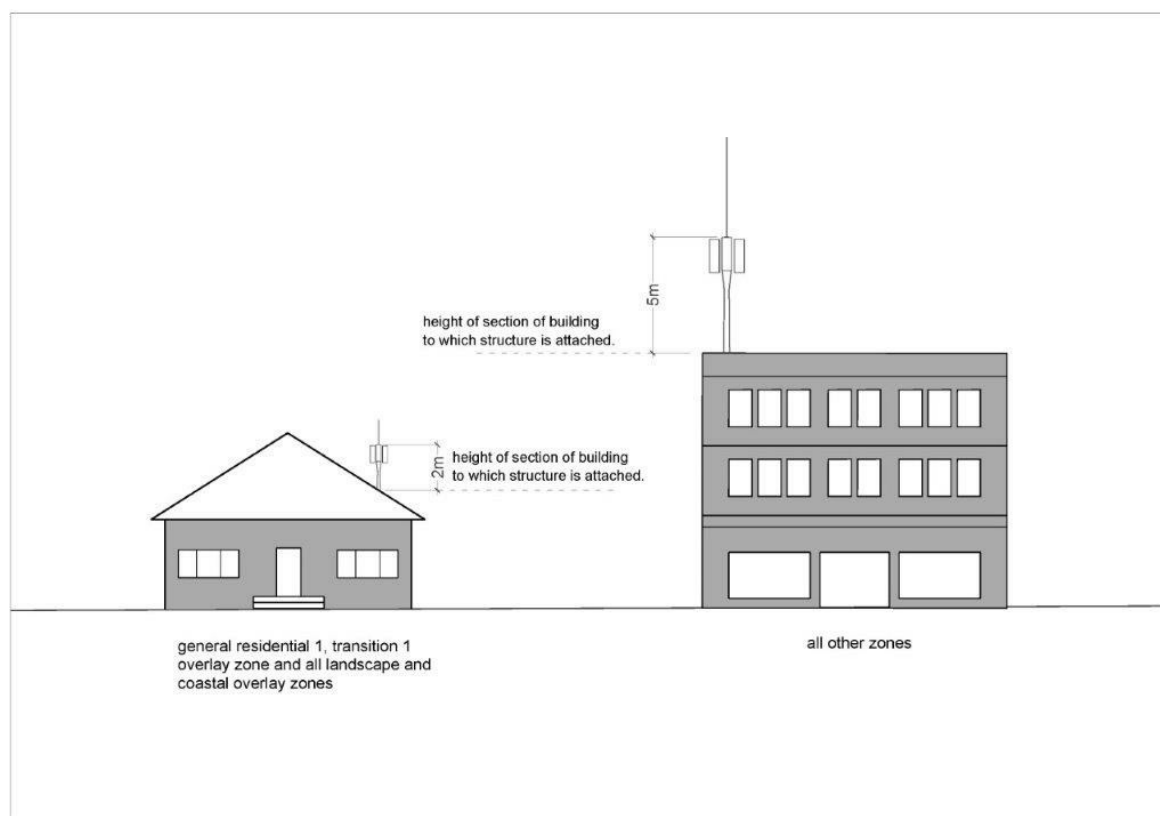 5m
height of section of building
to which structure is attached.
2m
height of section of building
to which structure is attached.
general residential 1, transition 1
overlay zone and all landscape and
coastal overlay zones
all other zones